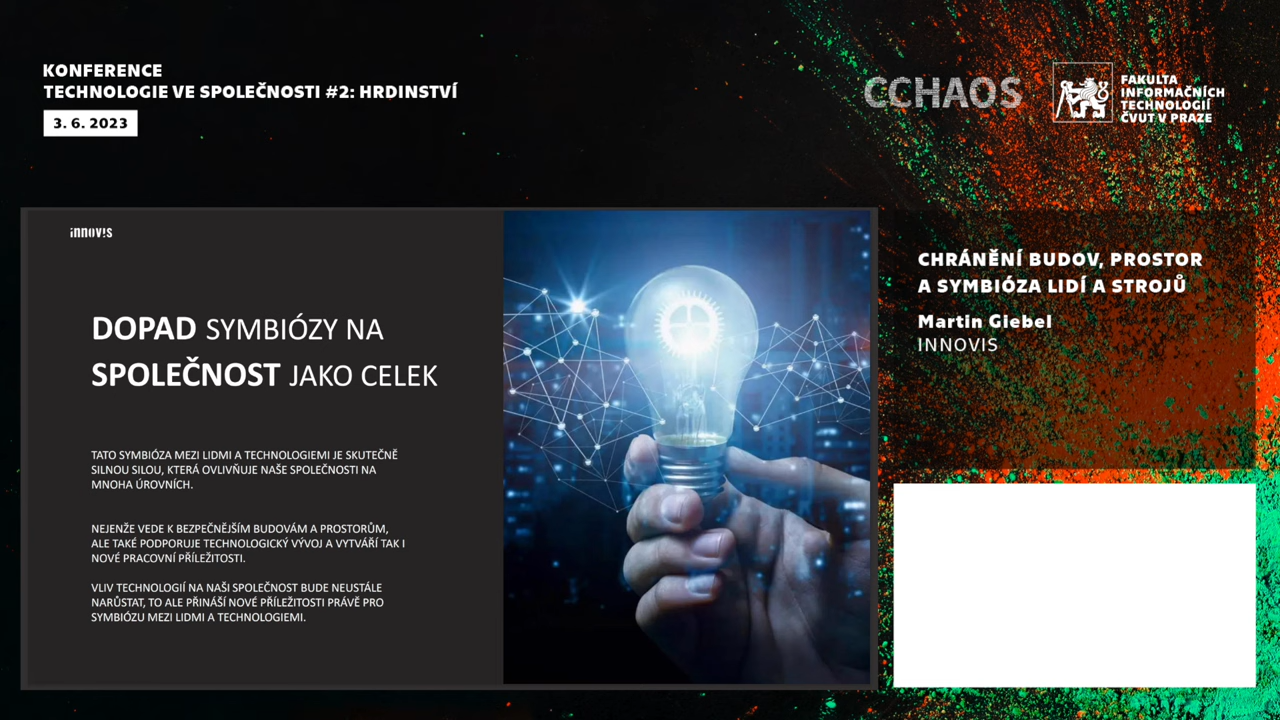 KONFERENCE
TECHNOLOGIE VE SPOLEČNOSTI #2: HRDINSTVÍ
3. 6. 2023
CCHAOS
FAKULTA
INFORMAČNÍCH
TECHNOLOGIÍ
ČVUT V PRAZE
innovis
DOPAD SYMBIÓZY NA
SPOLEČNOST JAKO CELEK
TATO SYMBIÓZA MEZI LIDMI A TECHNOLOGIEMI JE SKUTEČNĚ
SILNOU SILOU, KTERÁ OVLIVŇUJE NAŠE SPOLEČNOSTI NA
MNOHA ÚROVNÍCH.
NEJENŽE VEDE K BEZPEČNĚJŠÍM BUDOVÁM A PROSTORŮM,
ALE TAKÉ PODPORUJE TECHNOLOGICKÝ VÝVOJ A VYTVÁŘÍ TAK I
NOVÉ PRACOVNÍ PŘÍLEŽITOSTI.
VLIV TECHNOLOGIÍ NA NAŠI SPOLEČNOST BUDE NEUSTÁLE
NARŮSTAT, TO ALE PŘINÁŠÍ NOVÉ PŘÍLEŽITOSTI PRÁVĚ PRO
SYMBIÓZU MEZI LIDMI A TECHNOLOGIEMI.
CHRÁNĚNÍ BUDOV, PROSTOR
A SYMBIÓZA LIDÍ A STROJŮ
Martin Giebel
INNOVIS